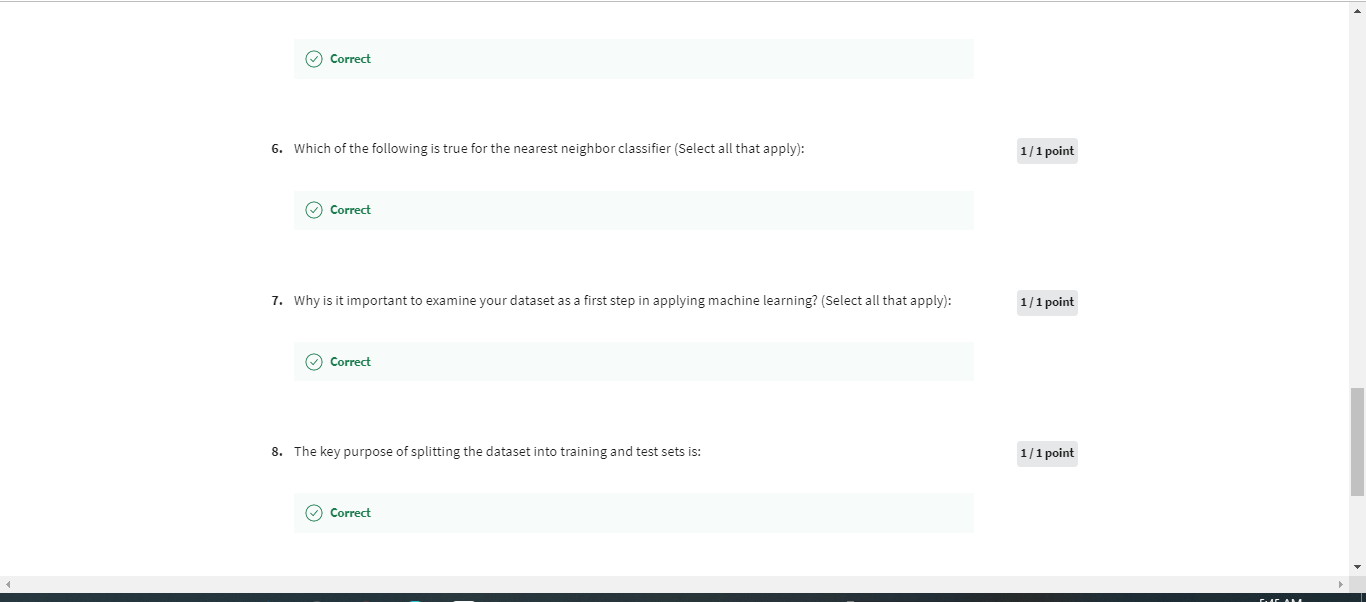 Correct
6. Which of the following is true for the nearest neighbor classifier (Select all that apply):
1 / 1 point
Correct
7. Why is it important to examine your dataset as a first step in applying machine learning? (Select all that apply):
1 / 1 point
Correct
8. The key purpose of splitting the dataset into training and test sets is:
1 / 1 point
Correct